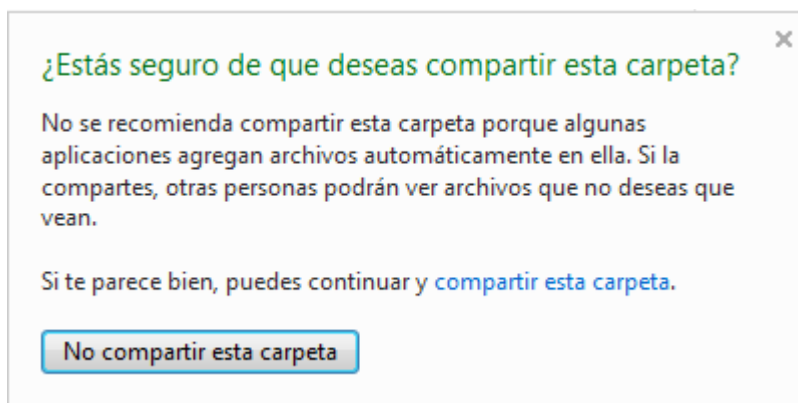 ¿Estás seguro de que deseas compartir esta carpeta?
No se recomienda compartir esta carpeta porque algunas
aplicaciones agregan archivos automáticamente en ella. Si la
compartes, otras personas podrán ver archivos que no deseas que
vean.
Si te parece bien, puedes continuar y compartir esta carpeta.
No compartir esta carpeta